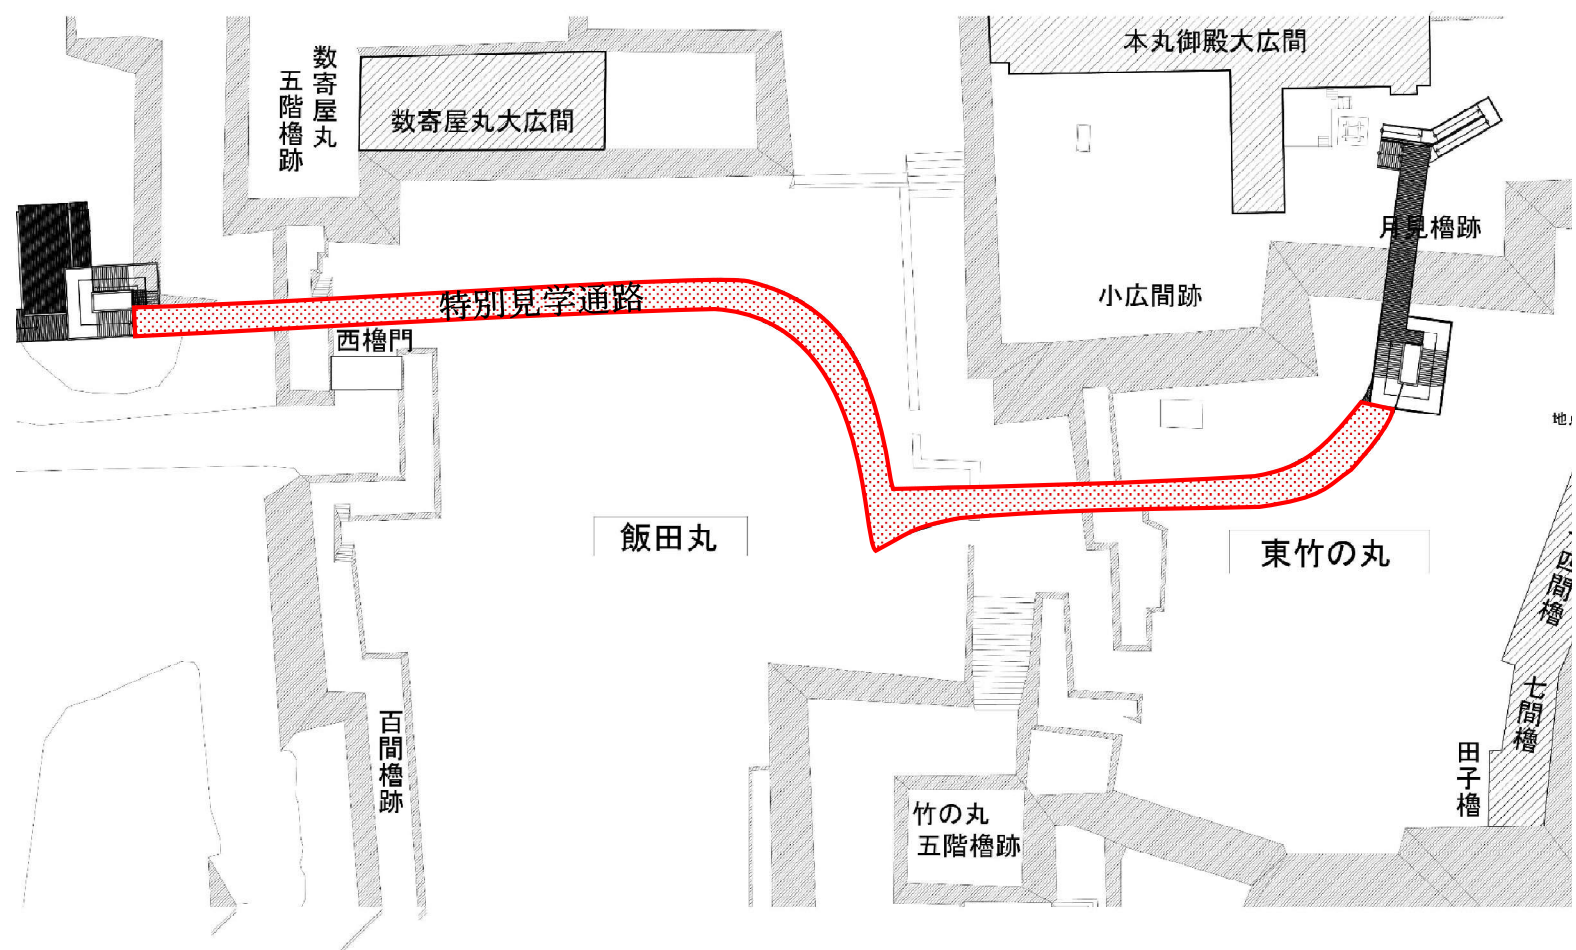 本丸御殿大広間
数寄屋丸
五階櫓跡
数寄屋丸大広間
月見櫓跡
特別見学通路
小広間跡
西櫓門
飯田丸
東竹の丸
四間櫓
七間櫓
百間櫓跡
田子櫓
竹の丸
五階櫓跡